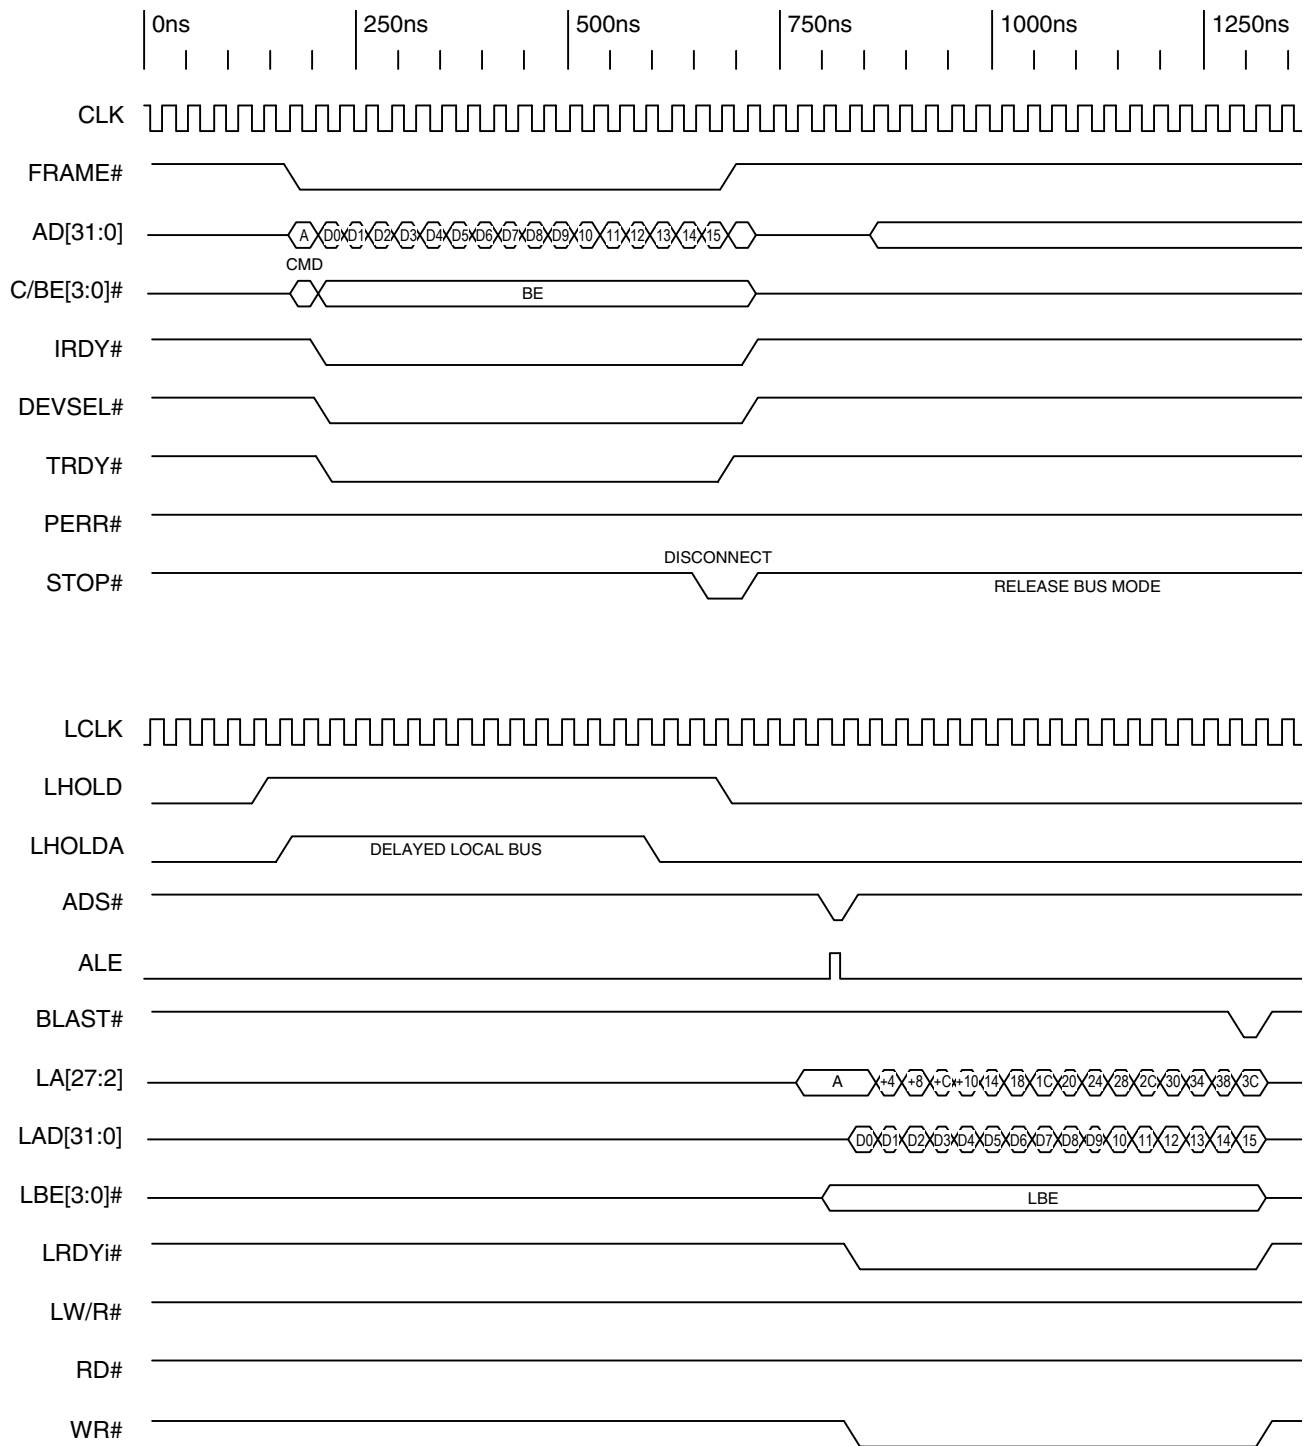 0ns 250ns 500ns 750ns 1000ns 1250ns
CLK
FRAME#
AD[31:0] A D0 D1 D2 D3 D4 D5 D6 D7 D8 D9 10 11 12 13 14 15
CMD
C/BE[3:0]# BE
IRDY#
DEVSEL#
TRDY#
PERR#
DISCONNECT
STOP# RELEASE BUS MODE
LCLK
LHOLD
LHOLDA DELAYED LOCAL BUS
ADS#
ALE
BLAST#
LA[27:2] A +4 +8 +C +10 14 18 1C 20 24 28 2C 30 34 38 3C
LAD[31:0] D0 D1 D2 D3 D4 D5 D6 D7 D8 D9 10 11 12 13 14 15
LBE[3:0]# LBE
LRDYi#
LW/R#
RD#
WR#